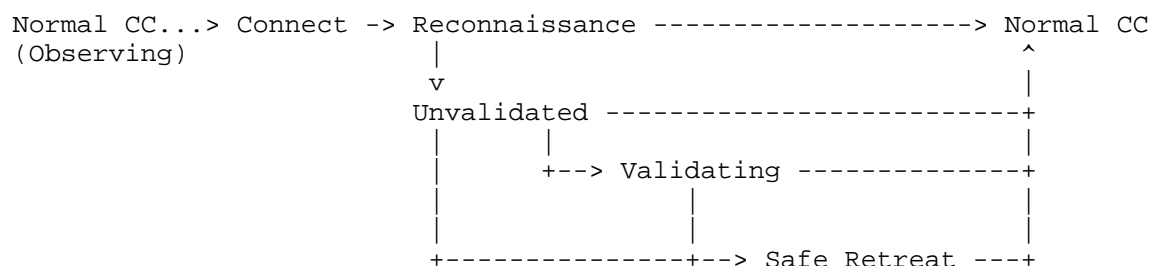 Normal CC...> Connect -> Reconnaissance --------------------> Normal CC
(Observing)               |                                     ^
                          v                                     |
                         Unvalidated --------------------------+
                          |      |                              |
                          |      +--> Validating --------------+
                          |               |                     |
                          |               |                     |
                          +---------------+--> Safe Retreat ---+